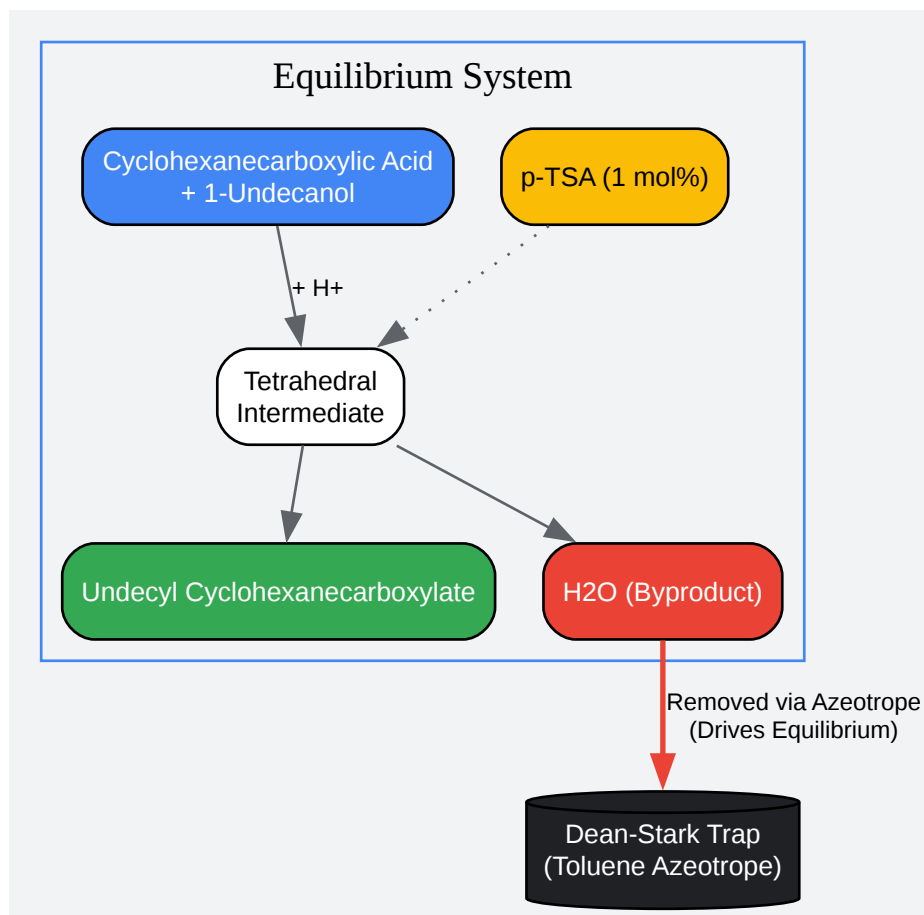 Equilibrium System
Cyclohexanecarboxylic Acid
+ 1-Undecanol
p-TSA (1 mol%)
+ H+
Tetrahedral
Intermediate
Undecyl Cyclohexanecarboxylate
H2O (Byproduct)
Removed via Azeotrope
(Drives Equilibrium)
Dean-Stark Trap
(Toluene Azeotrope)